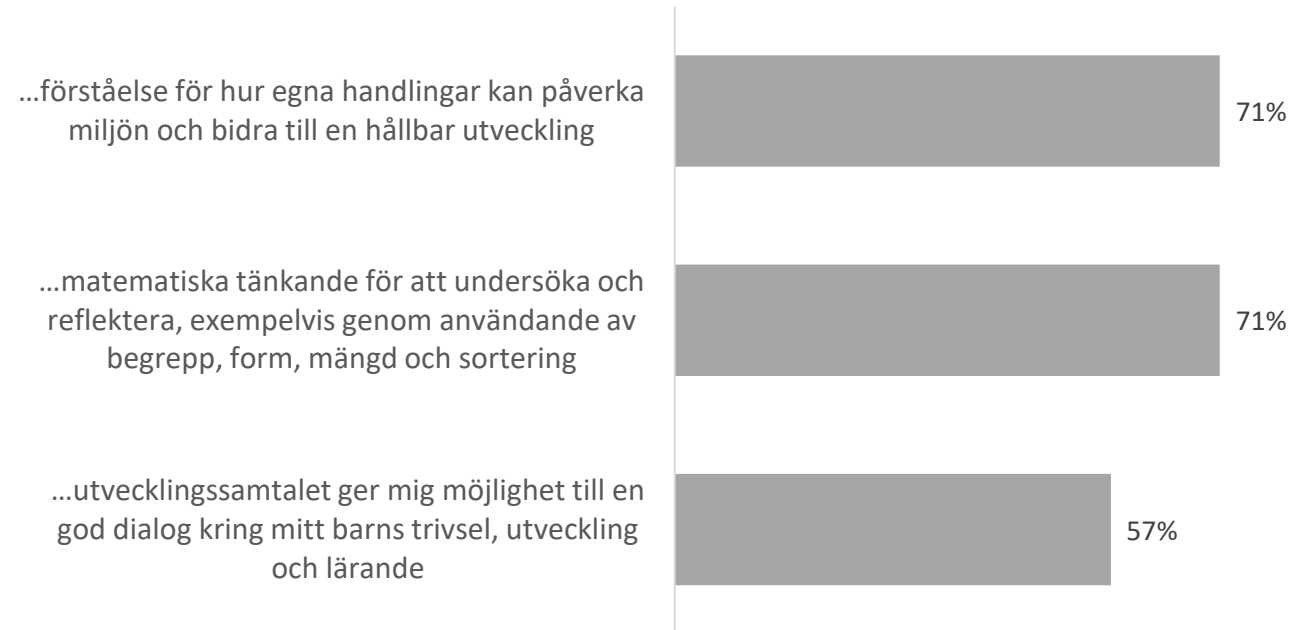 …förståelse för hur egna handlingar kan påverka
miljön och bidra till en hållbar utveckling
71%
…matematiska tänkande för att undersöka och
reflektera, exempelvis genom användande av
begrepp, form, mängd och sortering
71%
…utvecklingssamtalet ger mig möjlighet till en
god dialog kring mitt barns trivsel, utveckling
och lärande
57%